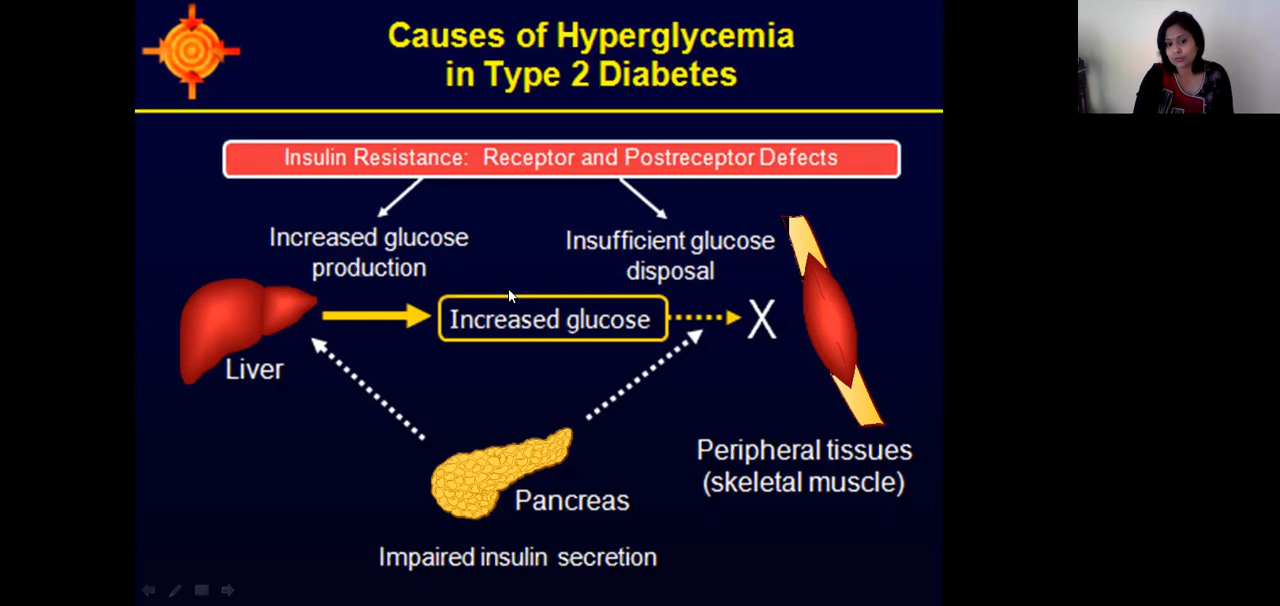 Causes of Hyperglycemia
in Type 2 Diabetes
Insulin Resistance: Receptor and Postreceptor Defects
Increased glucose
production
Insufficient glucose
disposal
Increased glucose
X
Liver
Peripheral tissues
(skeletal muscle)
Pancreas
Impaired insulin secretion